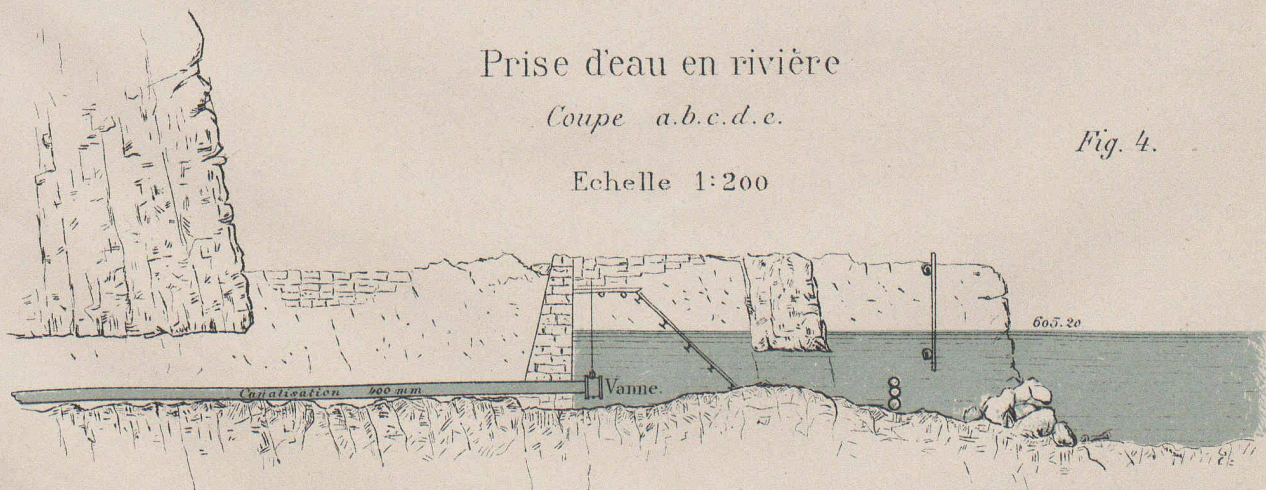 Prise d'eau en rivière
Coupe a.b.c.d.e.
Fig. 4.
Echelle 1:200
605.20
Canalisation 400 mm
Vanne.